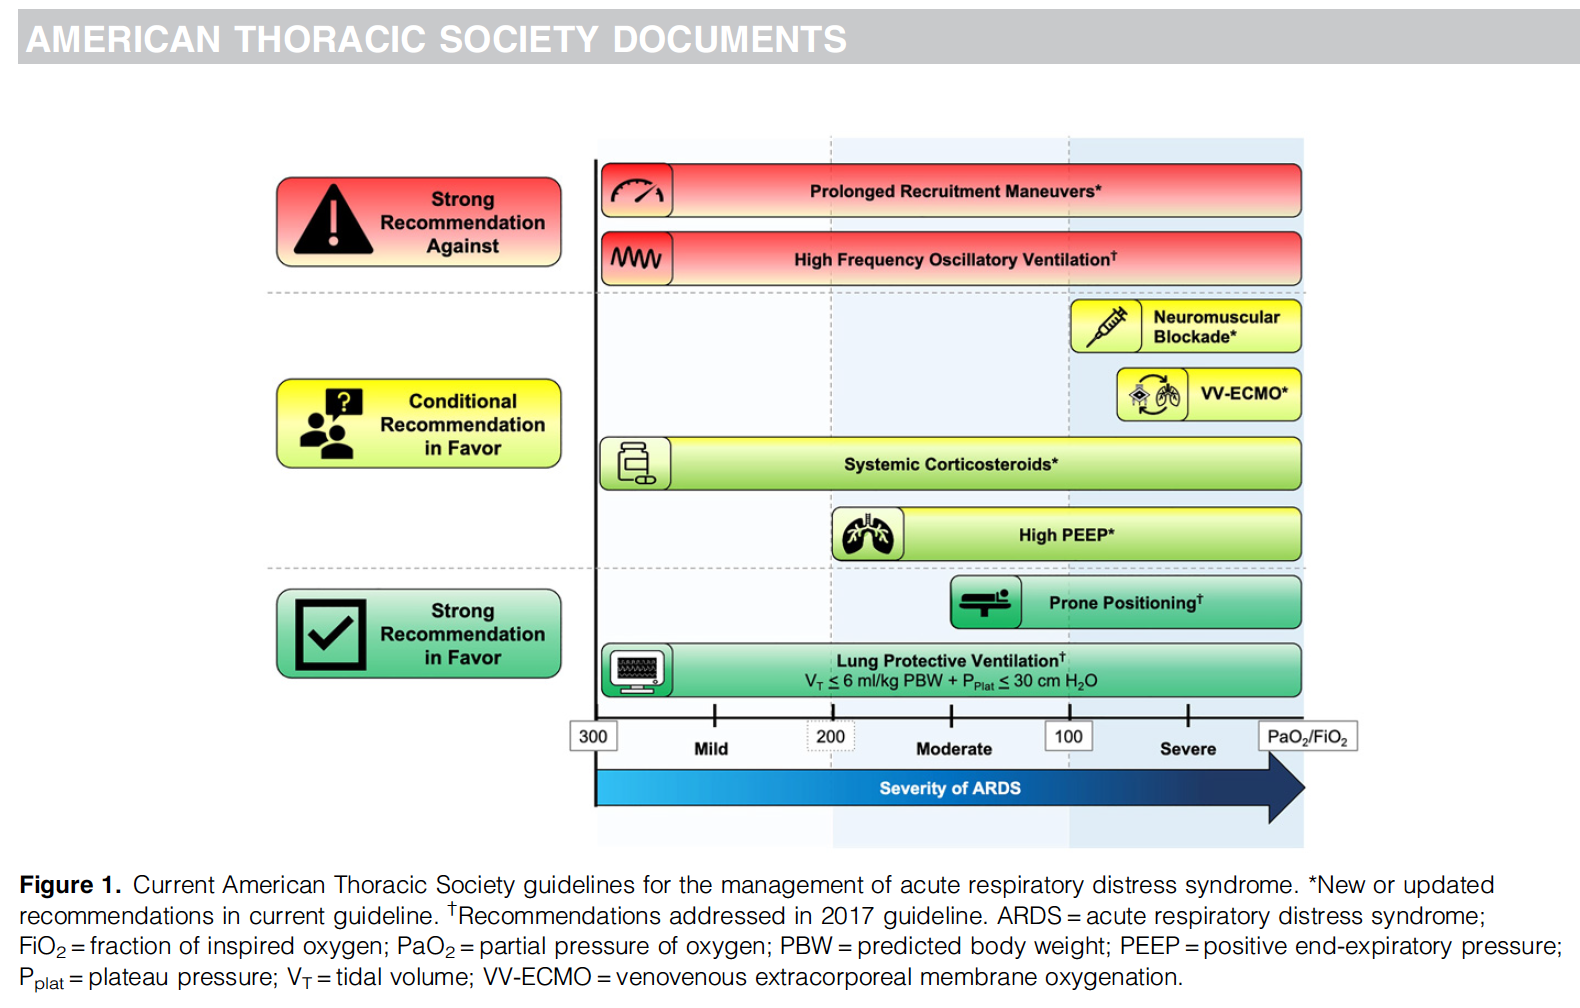 AMERICAN THORACIC SOCIETY DOCUMENTS
Strong
Recommendation
Against
Prolonged Recruitment Maneuvers*
High Frequency Oscillatory Ventilation†
Conditional
Recommendation
in Favor
?
Neuromuscular
Blockade*
VV-ECMO*
Systemic Corticosteroids*
High PEEP*
Strong
Recommendation
in Favor
Prone Positioning†
Lung Protective Ventilation†
VT ≤ 6 ml/kg PBW + PPlat ≤ 30 cm H2O
300
200
100
PaO2/FiO2
Mild
Moderate
Severe
Severity of ARDS
Figure 1. Current American Thoracic Society guidelines for the management of acute respiratory distress syndrome. *New or updated
recommendations in current guideline. †Recommendations addressed in 2017 guideline. ARDS = acute respiratory distress syndrome;
FiO2 = fraction of inspired oxygen; PaO2 = partial pressure of oxygen; PBW = predicted body weight; PEEP = positive end-expiratory pressure;
Pplat = plateau pressure; VT = tidal volume; VV-ECMO = venovenous extracorporeal membrane oxygenation.